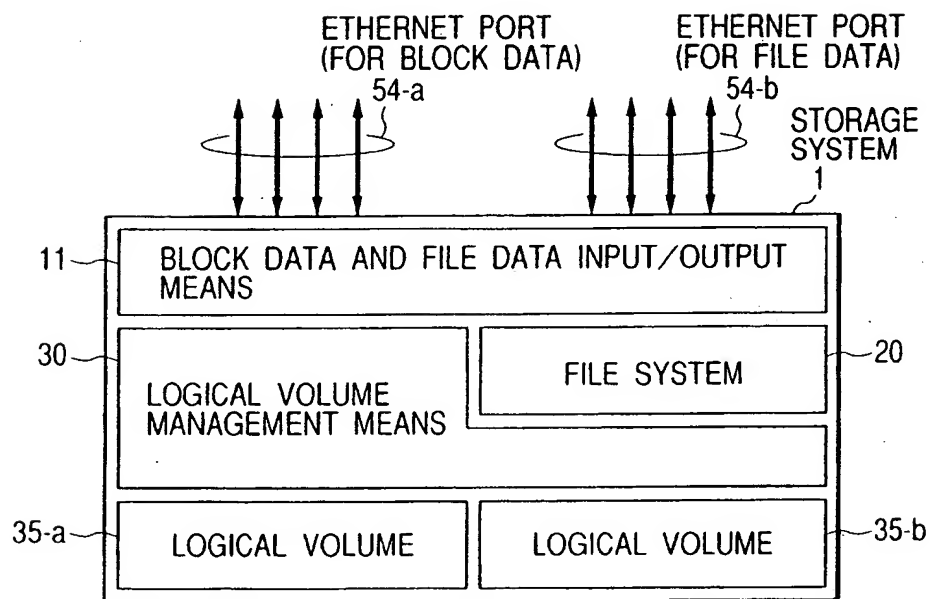 ETHERNET PORT
(FOR BLOCK DATA)
54-a
ETHERNET PORT
(FOR FILE DATA)
54-b
STORAGE
SYSTEM
1
11
BLOCK DATA AND FILE DATA INPUT/OUTPUT
MEANS
30
LOGICAL VOLUME
MANAGEMENT MEANS
FILE SYSTEM
20
35-a
LOGICAL VOLUME
LOGICAL VOLUME
35-b